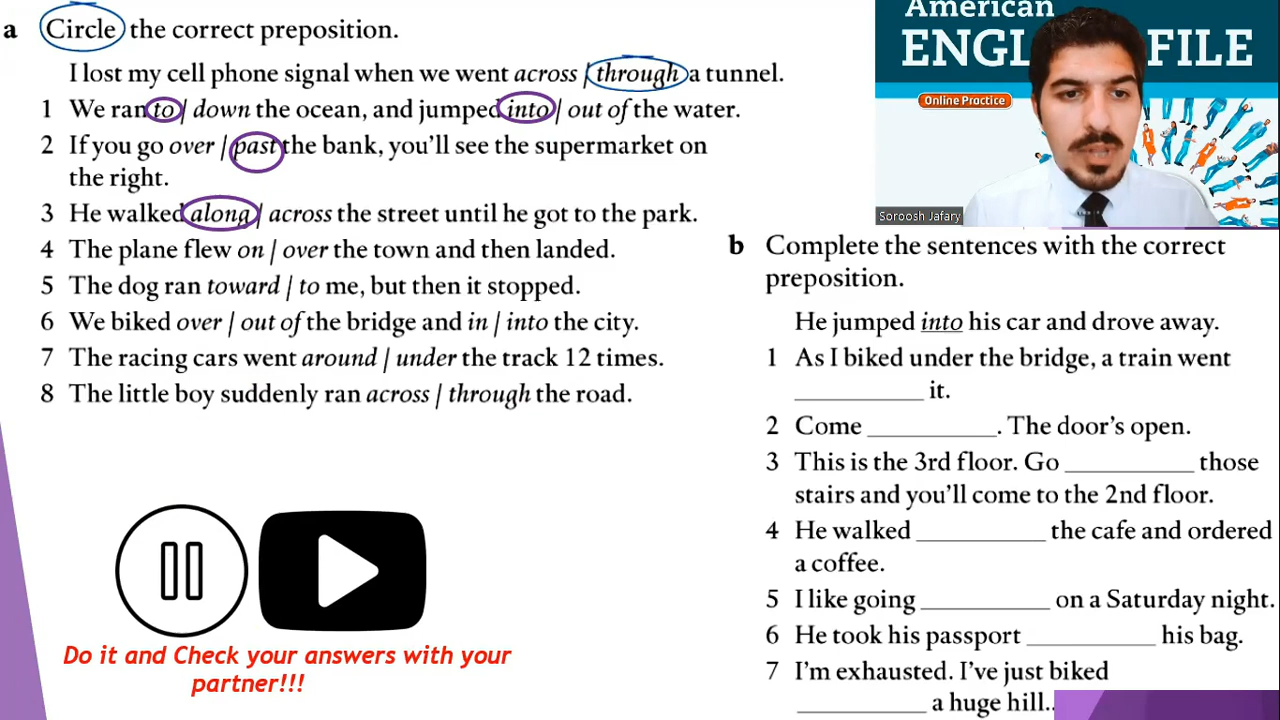 a Circle the correct preposition.
I lost my cell phone signal when we went across | through a tunnel.
1 We ran to | down the ocean, and jumped into | out of the water.
2 If you go over | past the bank, you'll see the supermarket on
the right.
3 He walked along | across the street until he got to the park.
4 The plane flew on | over the town and then landed.
5 The dog ran toward | to me, but then it stopped.
6 We biked over | out of the bridge and in | into the city.
7 The racing cars went around | under the track 12 times.
8 The little boy suddenly ran across | through the road.
Do it and Check your answers with your
partner!!!
American
ENGL FILE
Online Practice
Soroosh Jafary
b Complete the sentences with the correct
preposition.
He jumped into his car and drove away.
1 As I biked under the bridge, a train went
__________ it.
2 Come __________. The door's open.
3 This is the 3rd floor. Go __________ those
stairs and you'll come to the 2nd floor.
4 He walked __________ the cafe and ordered
a coffee.
5 I like going __________ on a Saturday night.
6 He took his passport __________ his bag.
7 I'm exhausted. I've just biked
__________ a huge hill..